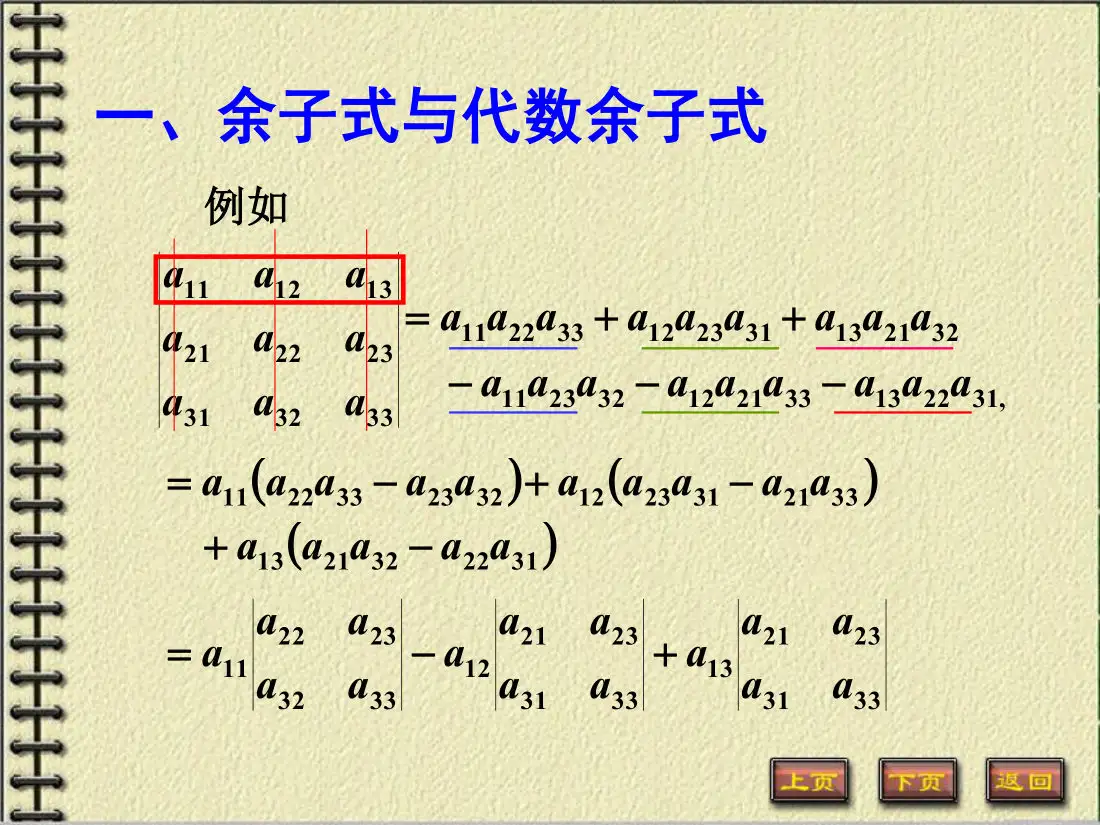 一、余子式与代数余子式
例如
| a11 a12 a13 |
| a21 a22 a23 |
| a31 a32 a33 |
= a11a22a33 + a12a23a31 + a13a21a32
− a11a23a32 − a12a21a33 − a13a22a31,
= a11(a22a33 − a23a32) + a12(a23a31 − a21a33)
+ a13(a21a32 − a22a31)
= a11 | a22 a23 | − a12 | a21 a23 | + a13 | a21 a23 |
| a32 a33 | | a31 a33 | | a31 a33 |
上页 下页 返回